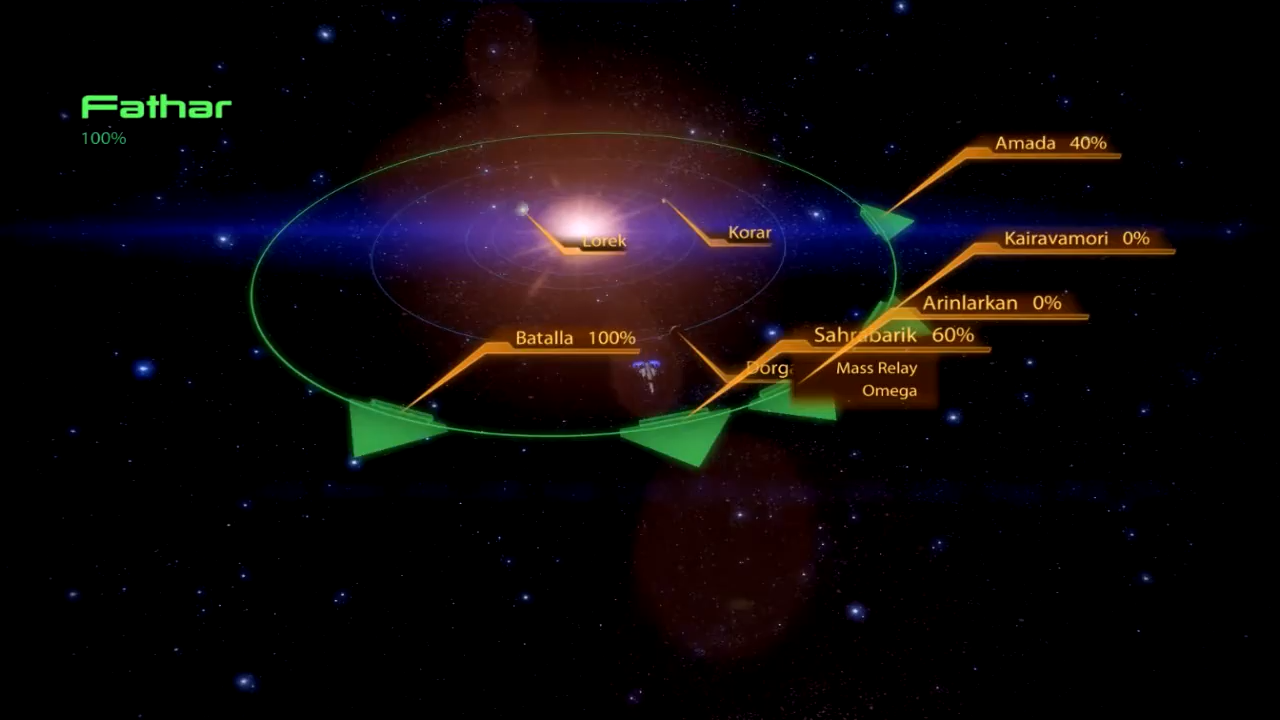 Fathar
100%
Amada 40%
Lorek
Korar
Kairavamori 0%
Arinlarkan 0%
Batalla 100%
Sahrabarik 60%
Mass Relay
Omega